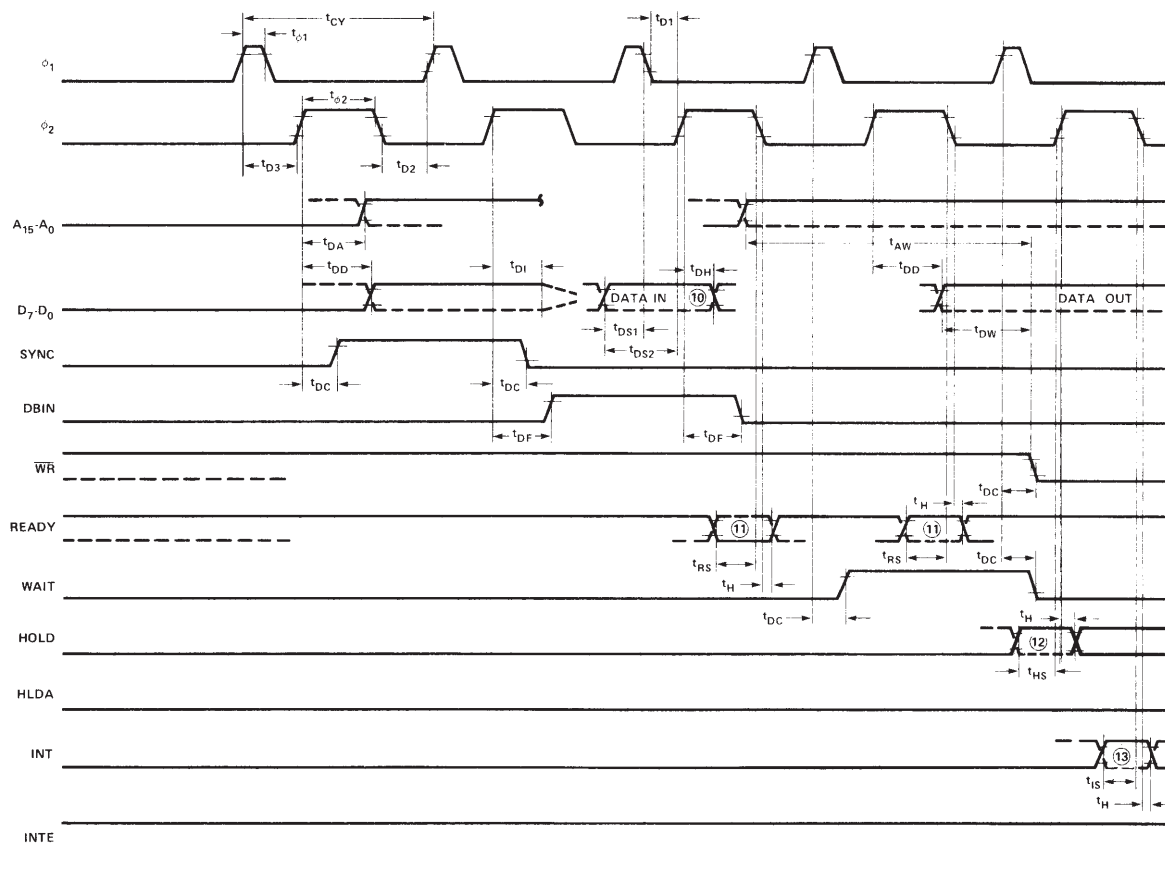 tCY
tD1
tϕ1
ϕ1
tϕ2
ϕ2
tD3
tD2
A15-A0
tDA
tAW
tDD
tDI
tDH
tDD
DATA IN
⑩
DATA OUT
D7-D0
tDS1
tDW
tDS2
SYNC
tDC
tDC
DBIN
tDF
tDF
WR
tDC
tH
READY
⑪
⑪
tRS
tRS
tDC
WAIT
tH
tDC
tH
HOLD
⑫
tHS
HLDA
INT
⑬
tIS
tH
INTE